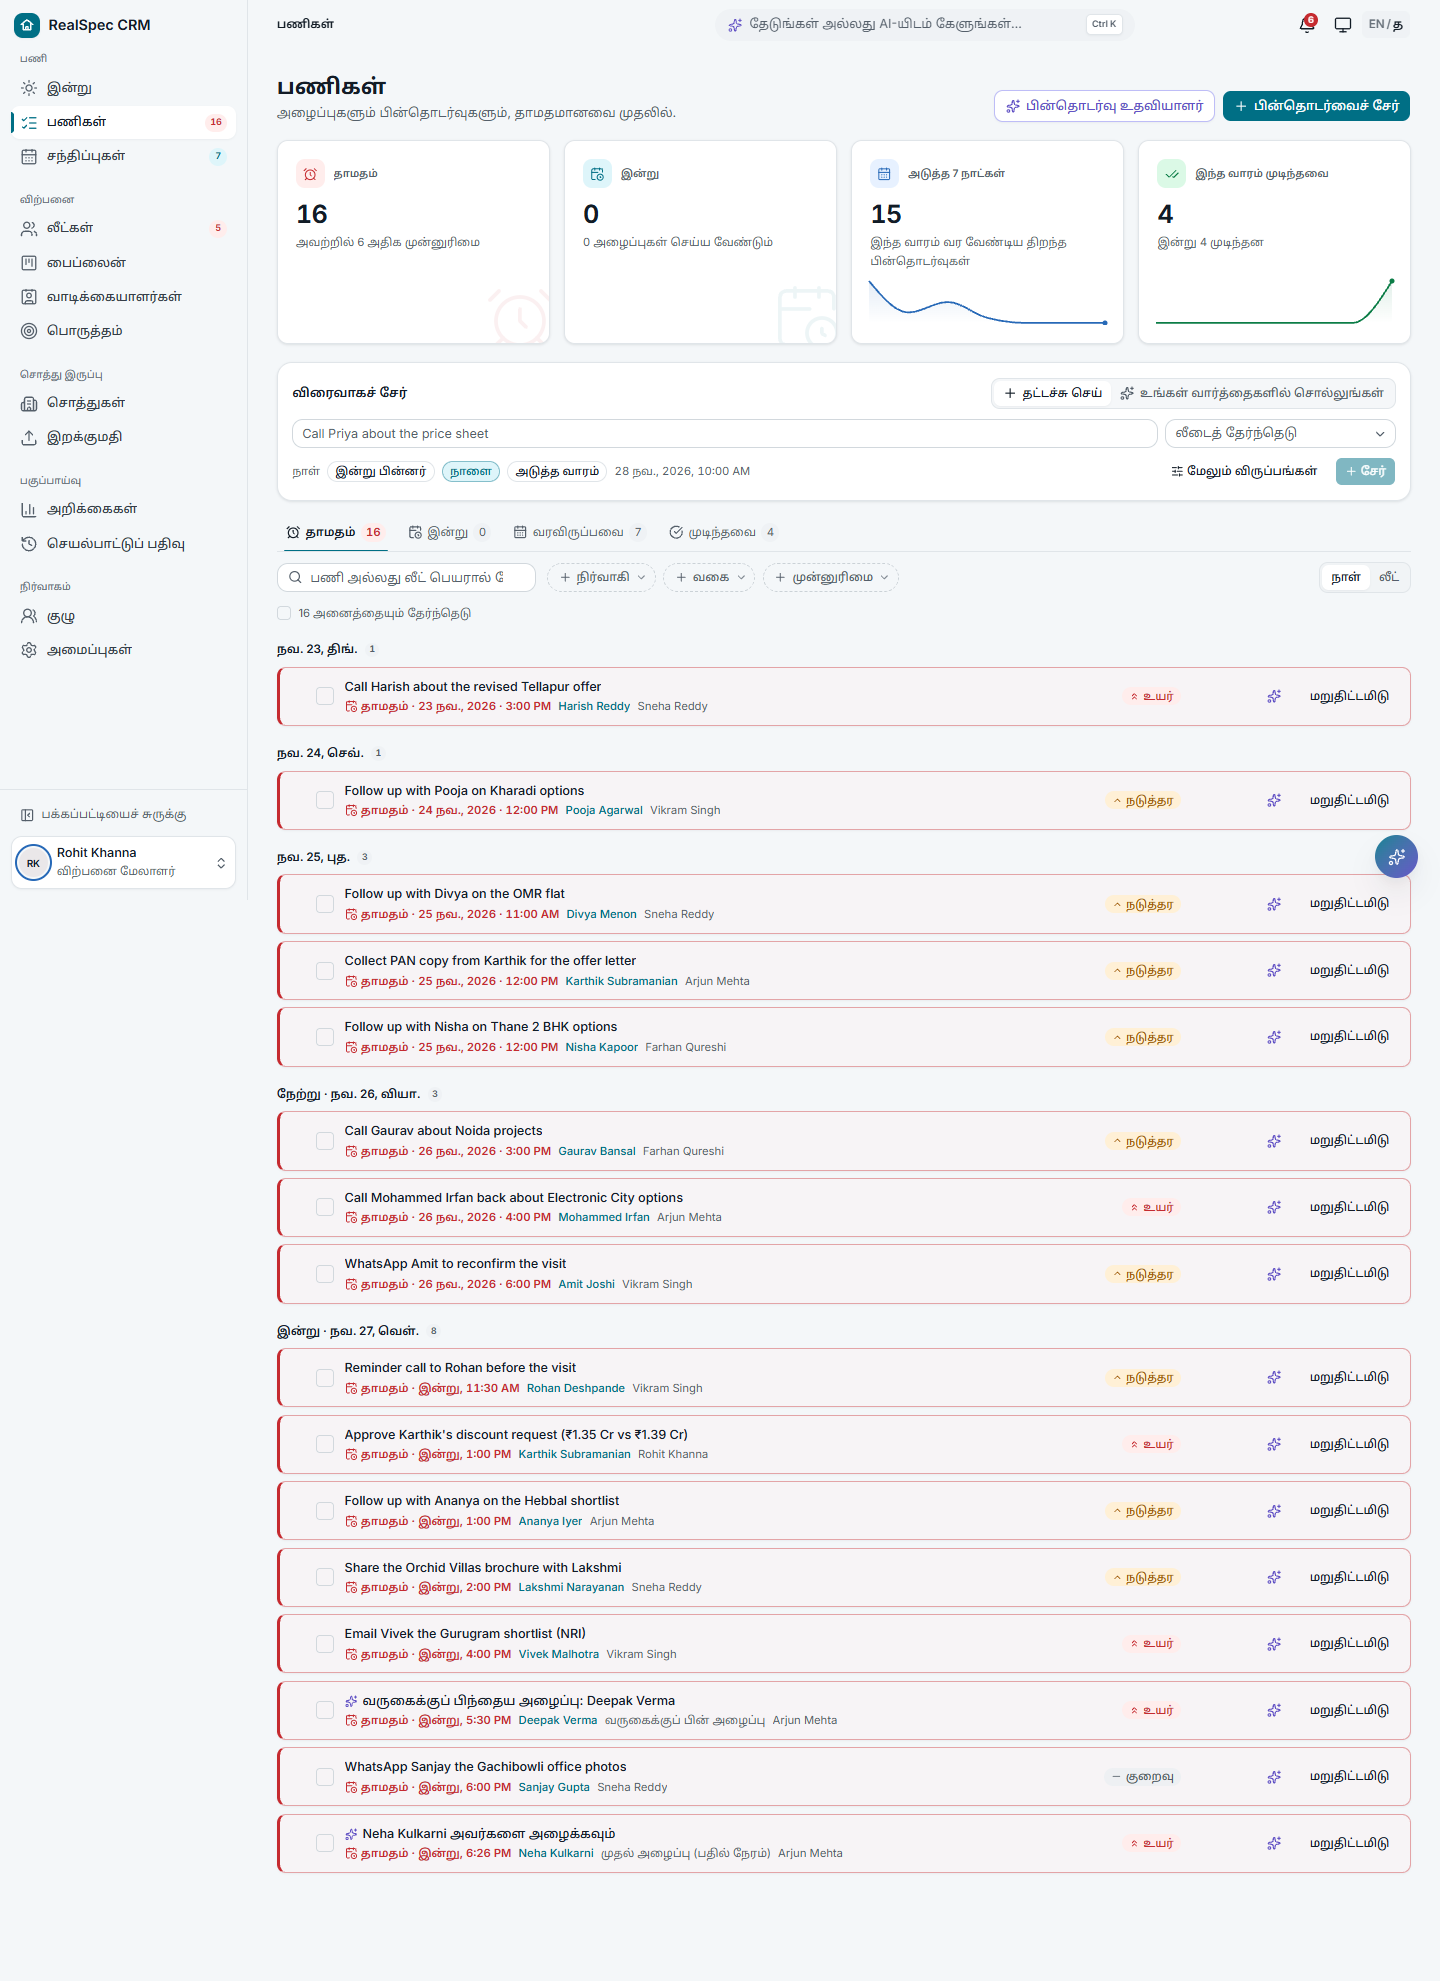 RealSpec CRM
பணி
இன்று
பணிகள் 16
சந்திப்புகள் 7
விற்பனை
லீட்கள் 5
பைப்லைன்
வாடிக்கையாளர்கள்
பொருத்தம்
சொத்து இருப்பு
சொத்துகள்
இறக்குமதி
பகுப்பாய்வு
அறிக்கைகள்
செயல்பாட்டுப் பதிவு
நிர்வாகம்
குழு
அமைப்புகள்
பக்கப்பட்டியைச் சுருக்கு
RK
Rohit Khanna
விற்பனை மேலாளர்
பணிகள்
தேடுங்கள் அல்லது AI-யிடம் கேளுங்கள்... Ctrl K
6
EN / த
பணிகள்
அழைப்புகளும் பின்தொடர்வுகளும், தாமதமானவை முதலில்.
பின்தொடர்வு உதவியாளர்
பின்தொடர்வைச் சேர்
தாமதம்
16
அவற்றில் 6 அதிக முன்னுரிமை
இன்று
0
0 அழைப்புகள் செய்ய வேண்டும்
அடுத்த 7 நாட்கள்
15
இந்த வாரம் வர வேண்டிய திறந்த
பின்தொடர்வுகள்
இந்த வாரம் முடிந்தவை
4
இன்று 4 முடிந்தன
விரைவாகச் சேர்
தட்டச்சு செய்
உங்கள் வார்த்தைகளில் சொல்லுங்கள்
Call Priya about the price sheet
லீடைத் தேர்ந்தெடு
நாள் இன்று பின்னர் நாளை அடுத்த வாரம் 28 நவ., 2026, 10:00 AM
மேலும் விருப்பங்கள்
சேர்
தாமதம் 16 இன்று 0 வரவிருப்பவை 7 முடிந்தவை 4
பணி அல்லது லீட் பெயரால் தே
நிர்வாகி வகை முன்னுரிமை
நாள் லீட்
16 அனைத்தையும் தேர்ந்தெடு
நவ. 23, திங். 1
Call Harish about the revised Tellapur offer
தாமதம் · 23 நவ., 2026 · 3:00 PM Harish Reddy Sneha Reddy
உயர் மறுதிட்டமிடு
நவ. 24, செவ். 1
Follow up with Pooja on Kharadi options
தாமதம் · 24 நவ., 2026 · 12:00 PM Pooja Agarwal Vikram Singh
நடுத்தர மறுதிட்டமிடு
நவ. 25, புத. 3
Follow up with Divya on the OMR flat
தாமதம் · 25 நவ., 2026 · 11:00 AM Divya Menon Sneha Reddy
நடுத்தர மறுதிட்டமிடு
Collect PAN copy from Karthik for the offer letter
தாமதம் · 25 நவ., 2026 · 12:00 PM Karthik Subramanian Arjun Mehta
நடுத்தர மறுதிட்டமிடு
Follow up with Nisha on Thane 2 BHK options
தாமதம் · 25 நவ., 2026 · 12:00 PM Nisha Kapoor Farhan Qureshi
நடுத்தர மறுதிட்டமிடு
நேற்று · நவ. 26, வியா. 3
Call Gaurav about Noida projects
தாமதம் · 26 நவ., 2026 · 3:00 PM Gaurav Bansal Farhan Qureshi
நடுத்தர மறுதிட்டமிடு
Call Mohammed Irfan back about Electronic City options
தாமதம் · 26 நவ., 2026 · 4:00 PM Mohammed Irfan Arjun Mehta
உயர் மறுதிட்டமிடு
WhatsApp Amit to reconfirm the visit
தாமதம் · 26 நவ., 2026 · 6:00 PM Amit Joshi Vikram Singh
நடுத்தர மறுதிட்டமிடு
இன்று · நவ. 27, வெள். 8
Reminder call to Rohan before the visit
தாமதம் · இன்று, 11:30 AM Rohan Deshpande Vikram Singh
நடுத்தர மறுதிட்டமிடு
Approve Karthik's discount request (₹1.35 Cr vs ₹1.39 Cr)
தாமதம் · இன்று, 1:00 PM Karthik Subramanian Rohit Khanna
உயர் மறுதிட்டமிடு
Follow up with Ananya on the Hebbal shortlist
தாமதம் · இன்று, 1:00 PM Ananya Iyer Arjun Mehta
நடுத்தர மறுதிட்டமிடு
Share the Orchid Villas brochure with Lakshmi
தாமதம் · இன்று, 2:00 PM Lakshmi Narayanan Sneha Reddy
நடுத்தர மறுதிட்டமிடு
Email Vivek the Gurugram shortlist (NRI)
தாமதம் · இன்று, 4:00 PM Vivek Malhotra Vikram Singh
உயர் மறுதிட்டமிடு
வருகைக்குப் பிந்தைய அழைப்பு: Deepak Verma
தாமதம் · இன்று, 5:30 PM Deepak Verma வருகைக்குப் பின் அழைப்பு Arjun Mehta
உயர் மறுதிட்டமிடு
WhatsApp Sanjay the Gachibowli office photos
தாமதம் · இன்று, 6:00 PM Sanjay Gupta Sneha Reddy
குறைவு மறுதிட்டமிடு
Neha Kulkarni அவர்களை அழைக்கவும்
தாமதம் · இன்று, 6:26 PM Neha Kulkarni முதல் அழைப்பு (பதில் நேரம்) Arjun Mehta
உயர் மறுதிட்டமிடு